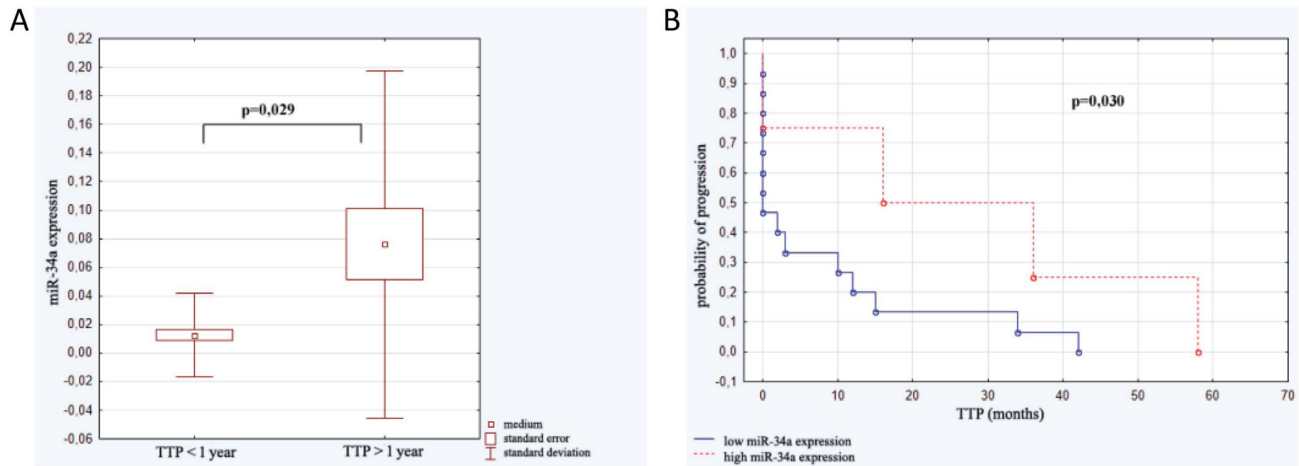 A
0,22
0,20
0,18
0,16
0,14
0,12
0,10
0,08
0,06
0,04
0,02
0,00
-0,02
-0,04
-0,06
miR-34a expression
p=0,029
TTP < 1 year
TTP > 1 year
medium
standard error
standard deviation
B
1,0
0,9
0,8
0,7
0,6
0,5
0,4
0,3
0,2
0,1
0,0
-0,1
probability of progression
p=0,030
0
10
20
30
40
50
60
70
TTP (months)
low miR-34a expression
high miR-34a expression